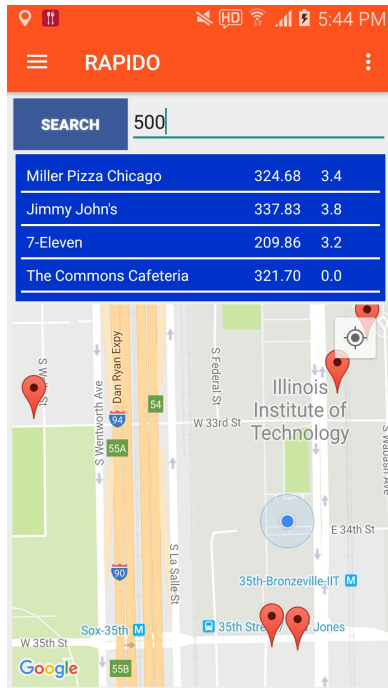 HD 5:44 PM
RAPIDO
SEARCH 500
Miller Pizza Chicago 324.68 3.4
Jimmy John's 337.83 3.8
7-Eleven 209.86 3.2
The Commons Cafeteria 321.70 0.0
Dan Ryan Expy
S Wentworth Ave
S Federal St
94
54
55A
W 33rd St
Illinois
Institute of
Technology
S Wabash Ave
E 34th St
S La Salle St
90
35th-Bronzeville-IIT M
Sox-35th M
35th Jones
W 35th St
Google
55B